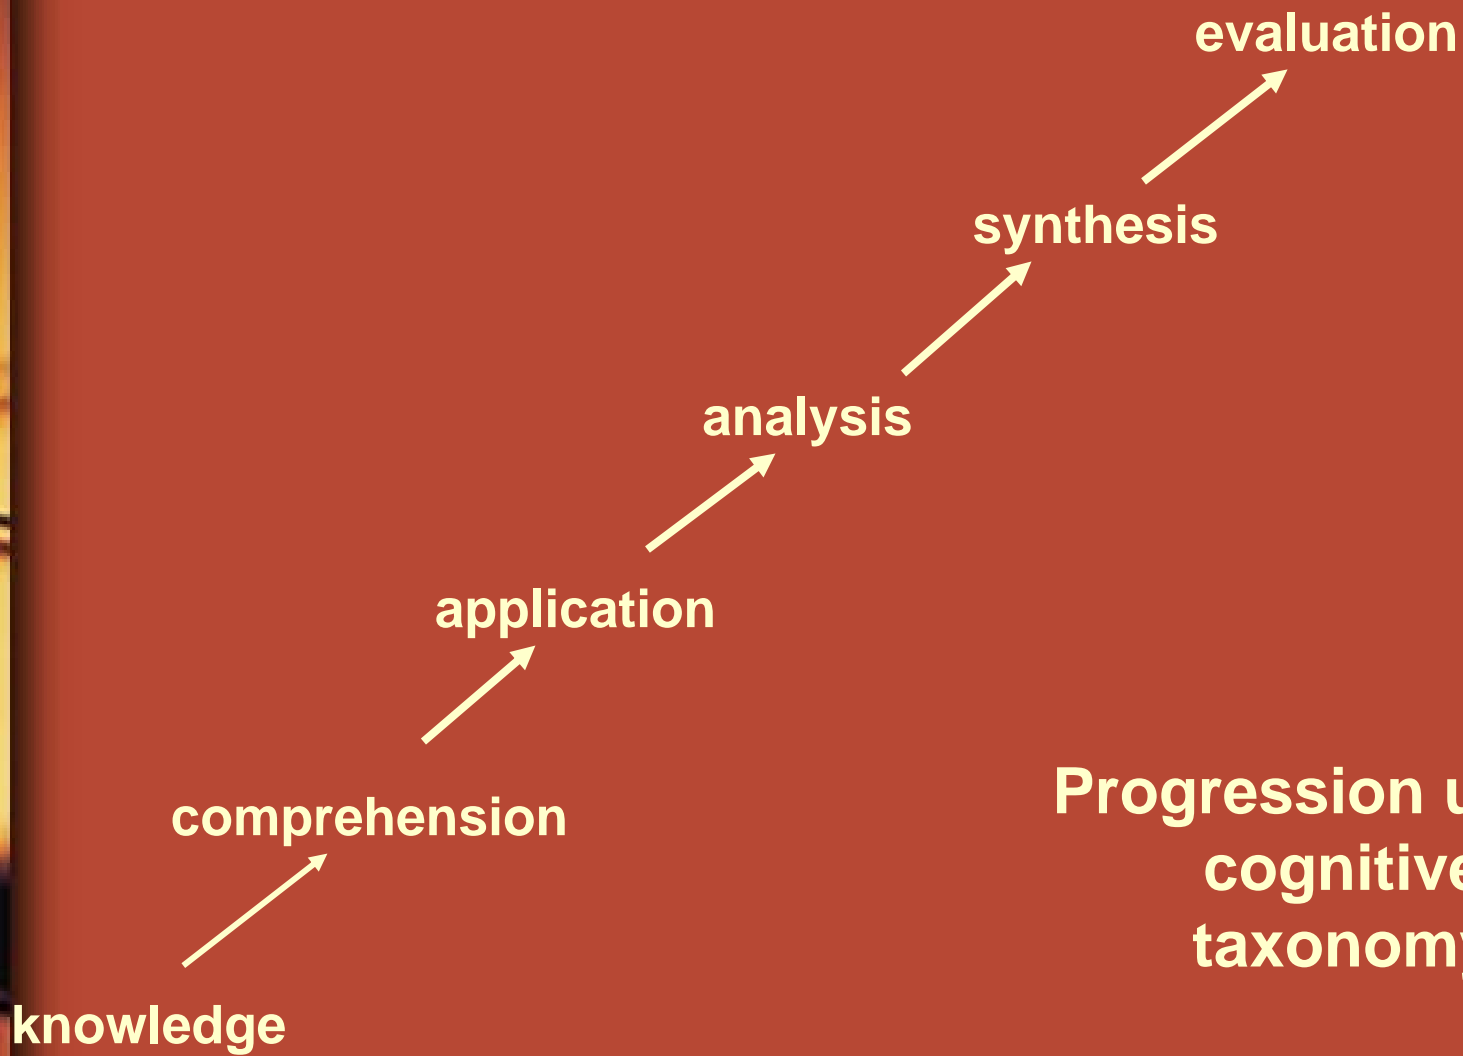 evaluation
synthesis
analysis
application
comprehension
Progression
cognitive
taxonomy
knowledge